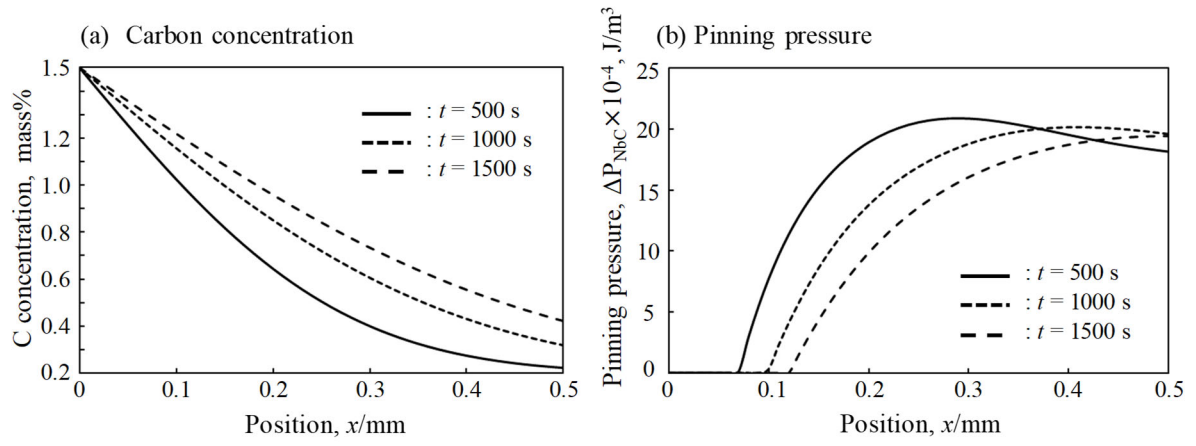 (a) Carbon concentration
C concentration, mass%
1.5
1.2
1.0
0.8
0.6
0.4
0.2
: t = 500 s
: t = 1000 s
: t = 1500 s
0 0.1 0.2 0.3 0.4 0.5
Position, x/mm
(b) Pinning pressure
Pinning pressure, ΔP_NbC×10⁻⁴, J/m³
25
20
15
10
5
0
: t = 500 s
: t = 1000 s
: t = 1500 s
0 0.1 0.2 0.3 0.4 0.5
Position, x/mm